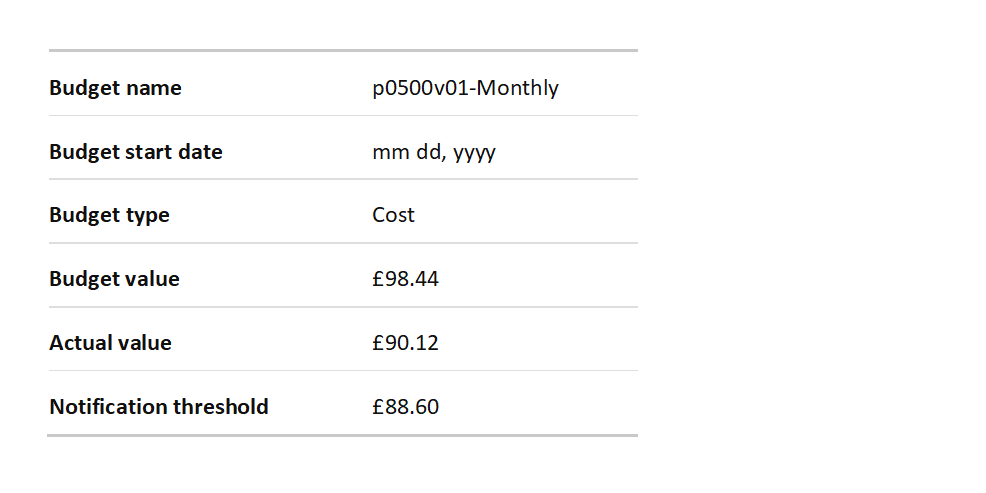 Budget name p0500v01-Monthly
Budget start date mm dd, yyyy
Budget type Cost
Budget value £98.44
Actual value £90.12
Notification threshold £88.60